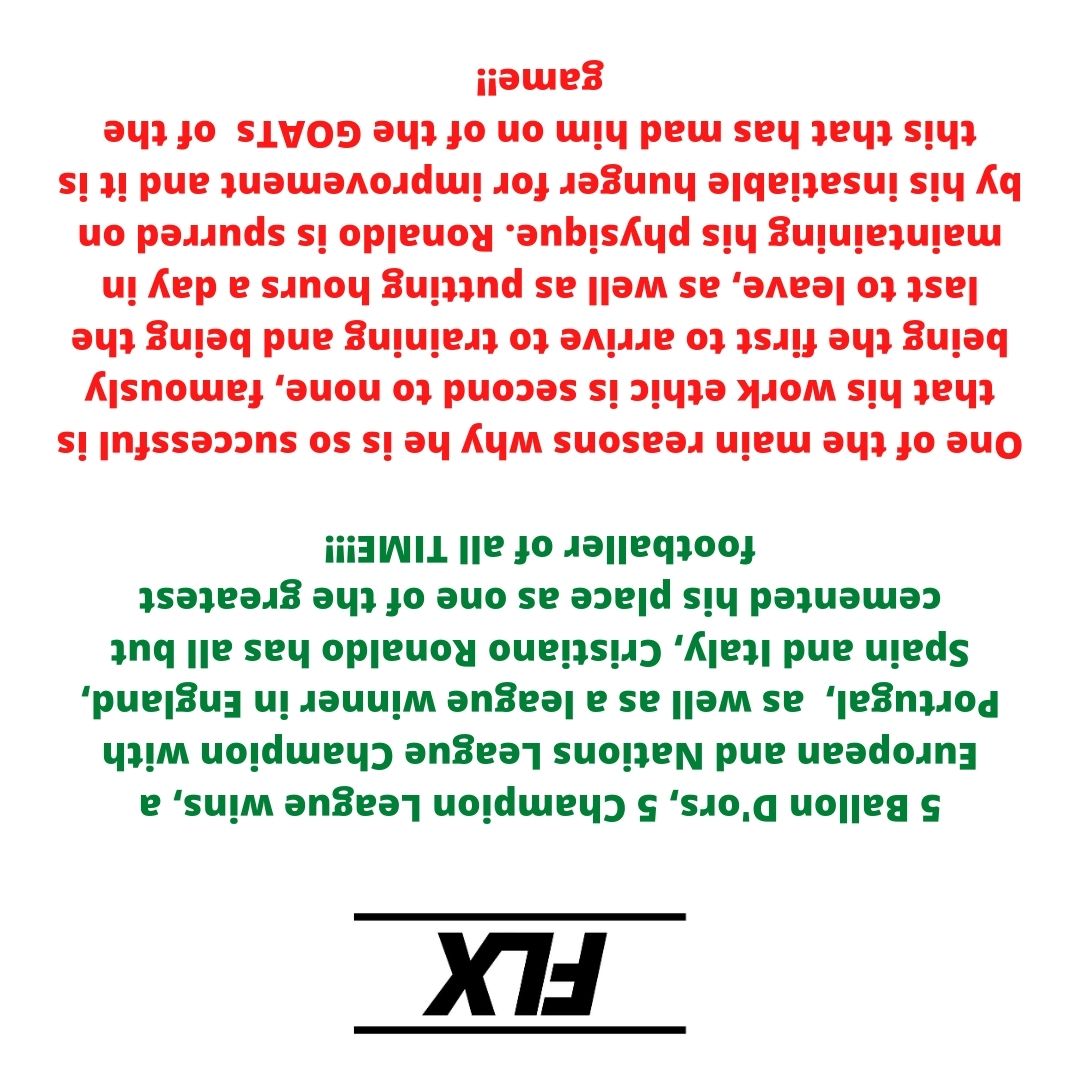 FLX
5 Ballon D'ors, 5 Champion League wins, a
European and Nations League Champion with
Portugal,  as well as a league winner in England,
Spain and Italy, Cristiano Ronaldo has all but
cemented his place as one of the greatest
footballer of all TIME!!!
One of the main reasons why he is so successful is
that his work ethic is second to none, famously
being the first to arrive to training and being the
last to leave, as well as putting hours a day in
maintaining his physique. Ronaldo is spurred on
by his insatiable hunger for improvement and it is
this that has mad him on of the GOATs  of the
game!!